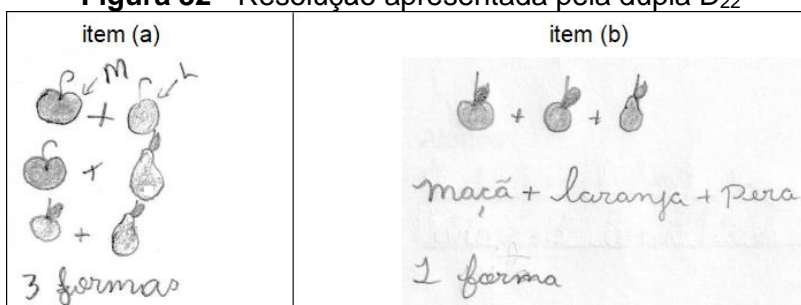 Figura 32 - Resolução apresentada pela dupla D₂₂
item (a)
M L
+
+
+
3 formas
item (b)
+ +
maçã + laranja + pera
1 forma